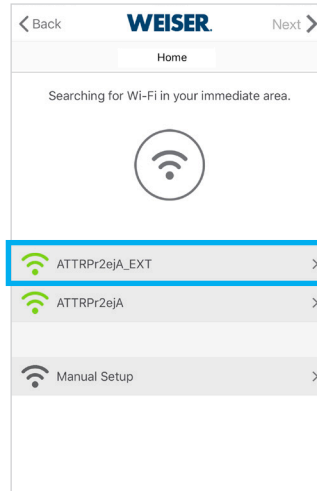 Back WEISER. Next
Home
Searching for Wi-Fi in your immediate area.
ATTRPr2ejA_EXT
ATTRPr2ejA
Manual Setup